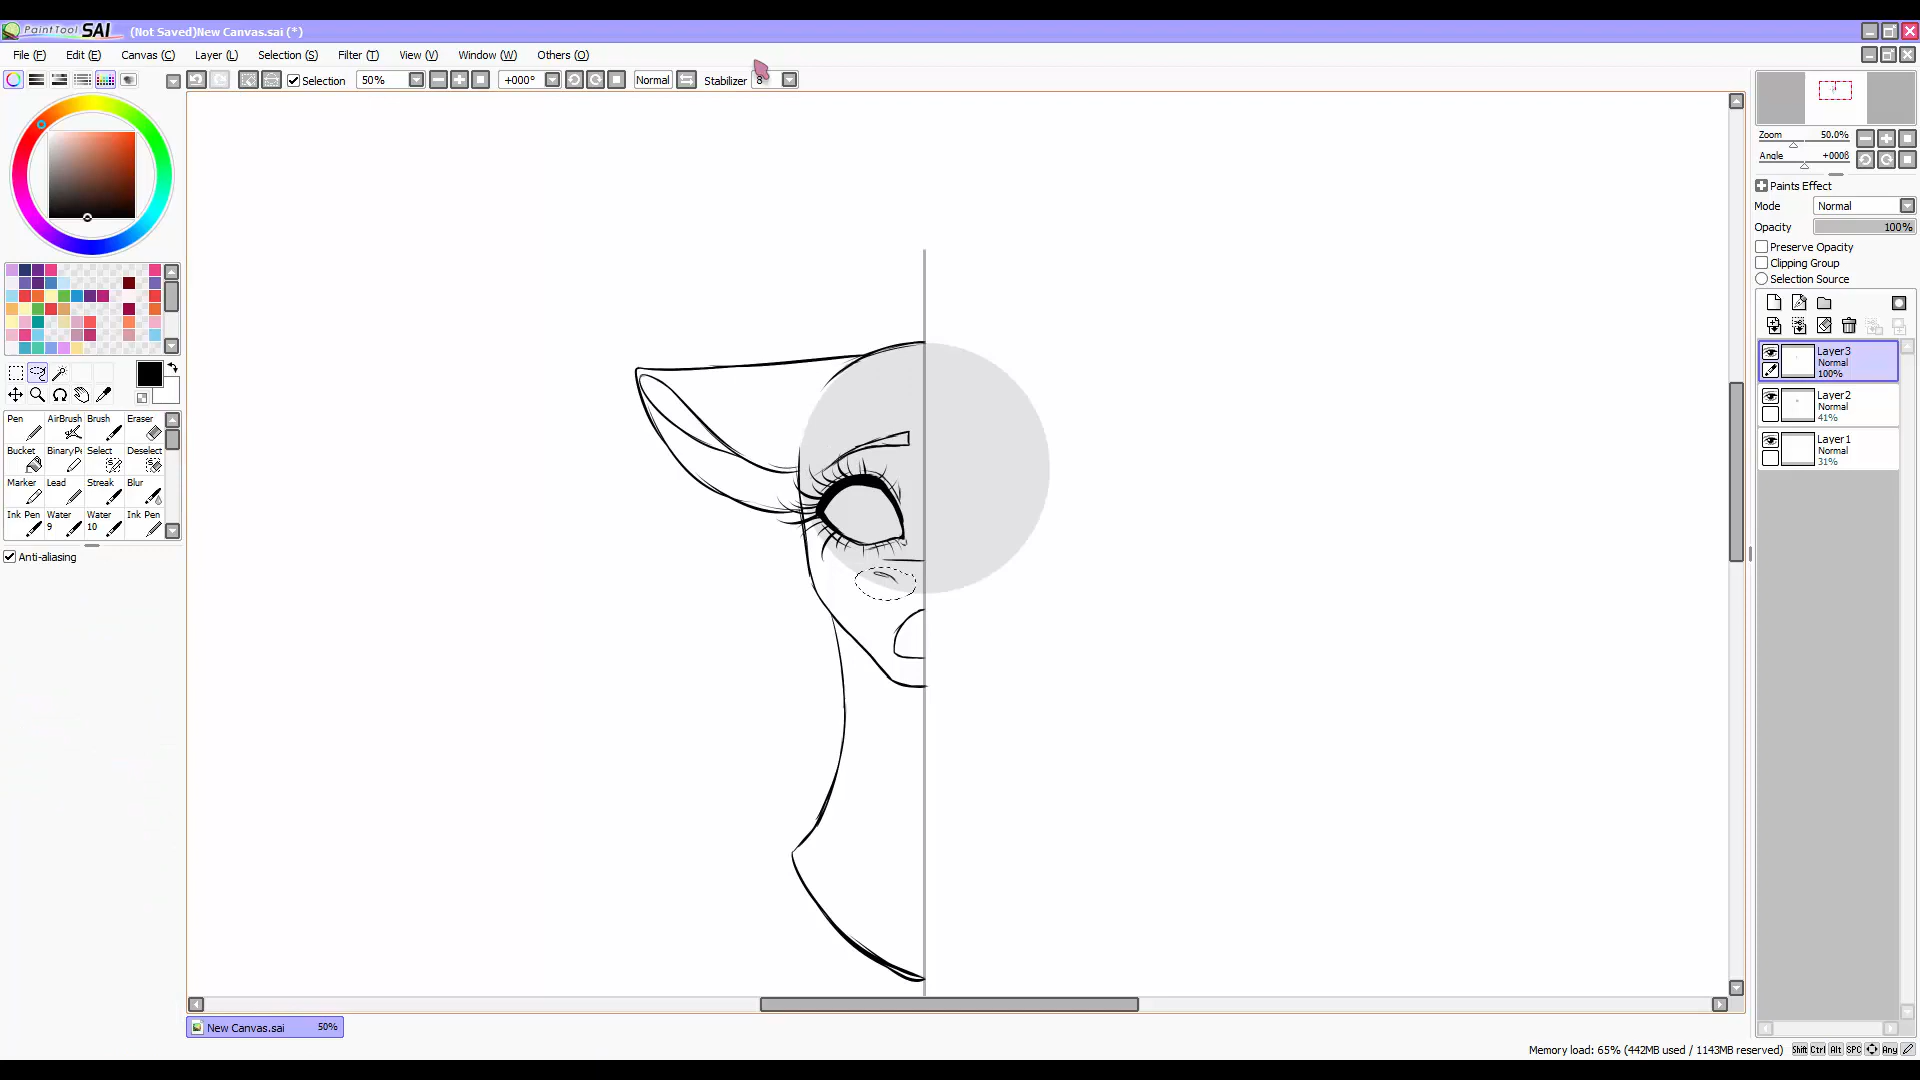 PaintTool SAI (Not Saved)New Canvas.sai (*)
File (F) Edit (E) Canvas (C) Layer (L) Selection (S) Filter (T) View (V) Window (W) Others (O)
Selection 50% +000° Normal Stabilizer 8
Zoom 50.0%
Angle +000ß
Paints Effect
Mode Normal
Opacity 100%
Preserve Opacity
Clipping Group
Selection Source
Layer3
Normal
100%
Layer2
Normal
41%
Layer1
Normal
31%
Pen AirBrush Brush Eraser
Bucket BinaryPe Select Deselect
Marker Lead Streak Blur
Ink Pen Water 9 Water 10 Ink Pen
Anti-aliasing
New Canvas.sai 50%
Memory load: 65% (442MB used / 1143MB reserved) Shift Ctrl Alt SPC Any